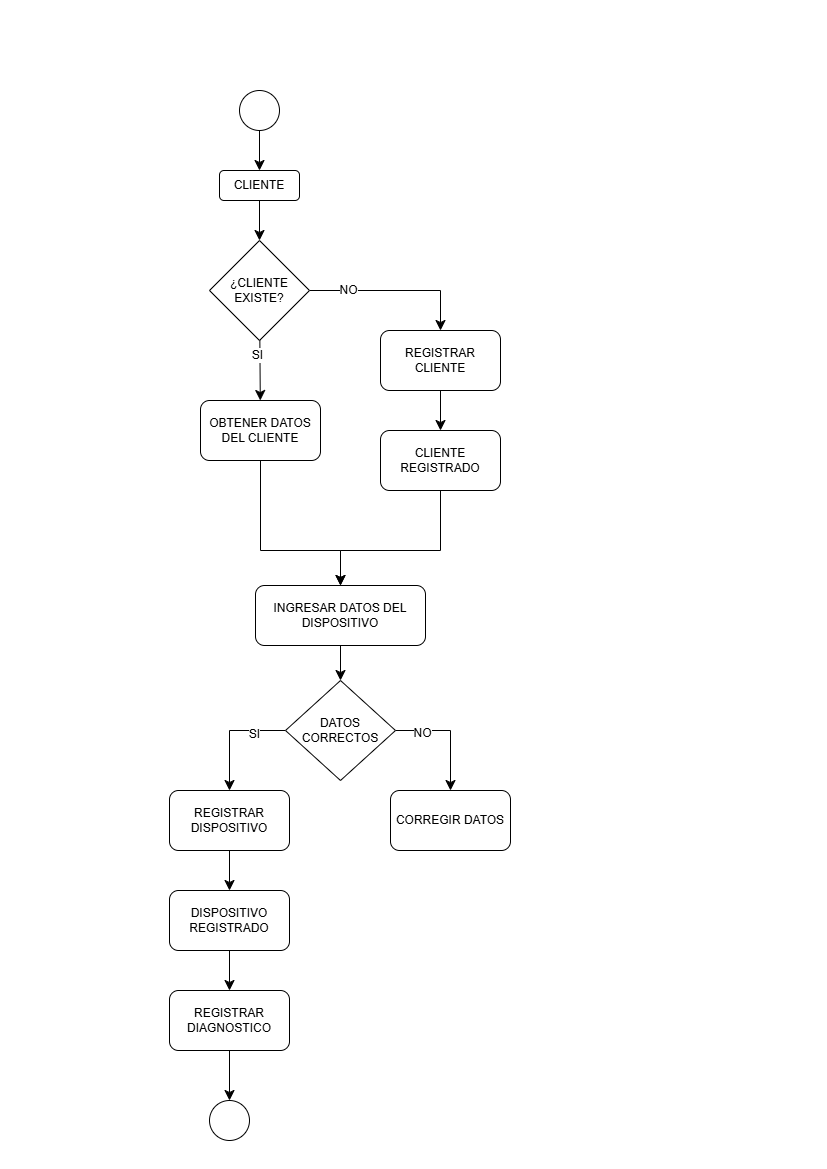 CLIENTE
¿CLIENTE
EXISTE?
NO
SI
REGISTRAR
CLIENTE
OBTENER DATOS
DEL CLIENTE
CLIENTE
REGISTRADO
INGRESAR DATOS DEL
DISPOSITIVO
DATOS
CORRECTOS
SI
NO
REGISTRAR
DISPOSITIVO
CORREGIR DATOS
DISPOSITIVO
REGISTRADO
REGISTRAR
DIAGNOSTICO